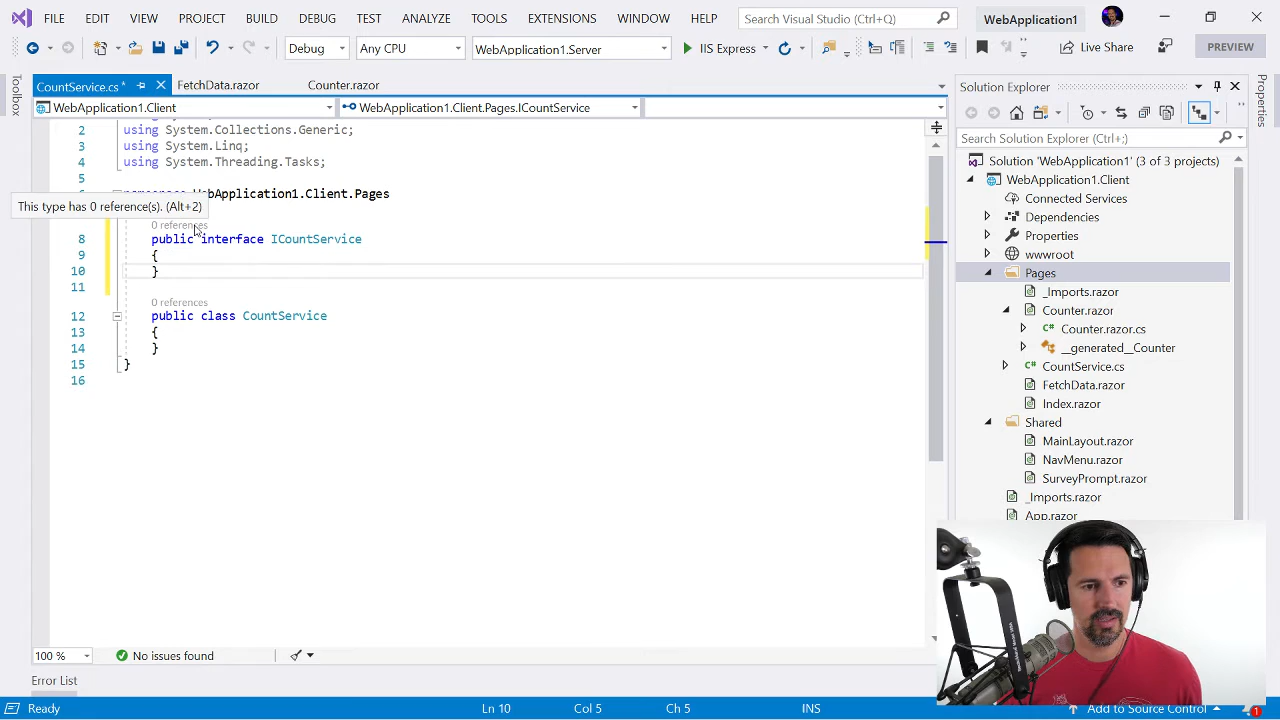 FILE EDIT VIEW PROJECT BUILD DEBUG TEST ANALYZE TOOLS EXTENSIONS WINDOW HELP Search Visual Studio (Ctrl+Q) WebApplication1
Debug Any CPU WebApplication1.Server IIS Express Live Share PREVIEW
Toolbox
CountService.cs* FetchData.razor Counter.razor
WebApplication1.Client WebApplication1.Client.Pages.ICountService
2 using System.Collections.Generic;
3 using System.Linq;
4 using System.Threading.Tasks;
5
WebApplication1.Client.Pages
This type has 0 reference(s). (Alt+2)
0 references
8 public interface ICountService
9 {
10 }
11
0 references
12 public class CountService
13 {
14 }
15 }
16
100 % No issues found
Error List
Ready Ln 10 Col 5 Ch 5 INS Add to Source Control 1
Solution Explorer
Search Solution Explorer (Ctrl+;)
Solution 'WebApplication1' (3 of 3 projects)
WebApplication1.Client
Connected Services
Dependencies
Properties
wwwroot
Pages
_Imports.razor
Counter.razor
Counter.razor.cs
__generated__Counter
CountService.cs
FetchData.razor
Index.razor
Shared
MainLayout.razor
NavMenu.razor
SurveyPrompt.razor
_Imports.razor
App.razor
Properties